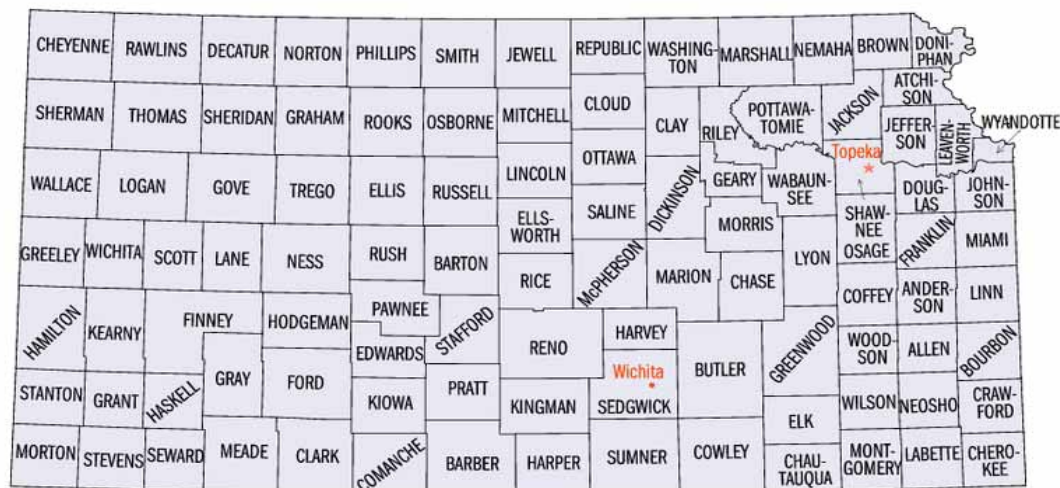 CHEYENNE
RAWLINS
DECATUR
NORTON
PHILLIPS
SMITH
JEWELL
REPUBLIC
WASHING-
TON
MARSHALL
NEMAHA
BROWN
DONI-
PHAN
SHERMAN
THOMAS
SHERIDAN
GRAHAM
ROOKS
OSBORNE
MITCHELL
CLOUD
CLAY
RILEY
POTTAWA-
TOMIE
JACKSON
ATCHI-
SON
JEFFER-
SON
LEAVEN-
WORTH
WYANDOTTE
Topeka
WALLACE
LOGAN
GOVE
TREGO
ELLIS
RUSSELL
LINCOLN
OTTAWA
SALINE
DICKINSON
GEARY
WABAUN-
SEE
SHAW-
NEE
DOUG-
LAS
JOHN-
SON
GREELEY
WICHITA
SCOTT
LANE
NESS
RUSH
BARTON
ELLS-
WORTH
RICE
McPHERSON
MARION
MORRIS
CHASE
LYON
OSAGE
FRANKLIN
MIAMI
HAMILTON
KEARNY
FINNEY
HODGEMAN
PAWNEE
STAFFORD
RENO
HARVEY
BUTLER
GREENWOOD
COFFEY
ANDER-
SON
LINN
EDWARDS
Wichita
SEDGWICK
WOOD-
SON
ALLEN
BOURBON
STANTON
GRANT
HASKELL
GRAY
FORD
KIOWA
PRATT
KINGMAN
ELK
WILSON
NEOSHO
CRAW-
FORD
MORTON
STEVENS
SEWARD
MEADE
CLARK
COMANCHE
BARBER
HARPER
SUMNER
COWLEY
CHAU-
TAUQUA
MONT-
GOMERY
LABETTE
CHERO-
KEE